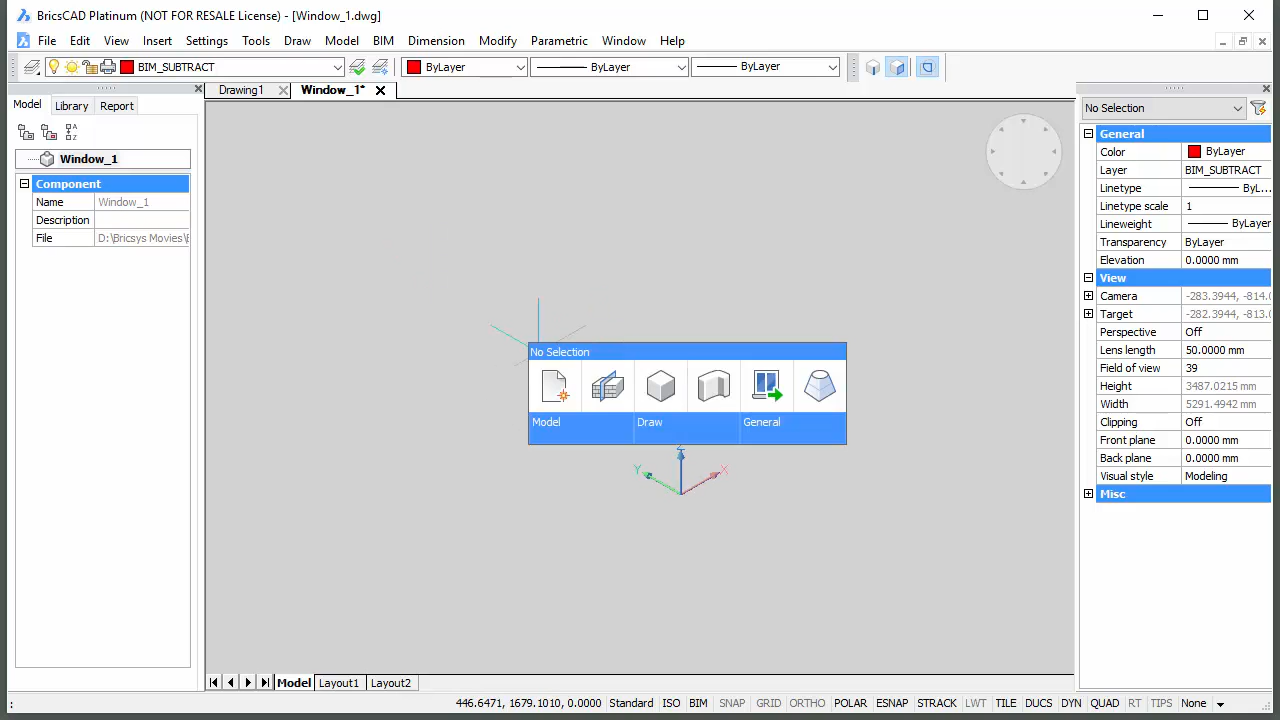 BricsCAD Platinum (NOT FOR RESALE License) - [Window_1.dwg]
File Edit View Insert Settings Tools Draw Model BIM Dimension Modify Parametric Window Help
BIM_SUBTRACT ByLayer ByLayer ByLayer
Drawing1 Window_1*
Model Library Report
Window_1
Component
Name Window_1
Description
File D:\Bricsys Movies\
No Selection
Model Draw General
Z
Y X
No Selection
General
Color ByLayer
Layer BIM_SUBTRACT
Linetype ByL...
Linetype scale 1
Lineweight ByLayer
Transparency ByLayer
Elevation 0.0000 mm
View
Camera -283.3944, -814.
Target -282.3944, -813.
Perspective Off
Lens length 50.0000 mm
Field of view 39
Height 3487.0215 mm
Width 5291.4942 mm
Clipping Off
Front plane 0.0000 mm
Back plane 0.0000 mm
Visual style Modeling
Misc
Model Layout1 Layout2
: 446.6471, 1679.1010, 0.0000 Standard ISO BIM SNAP GRID ORTHO POLAR ESNAP STRACK LWT TILE DUCS DYN QUAD RT TIPS None